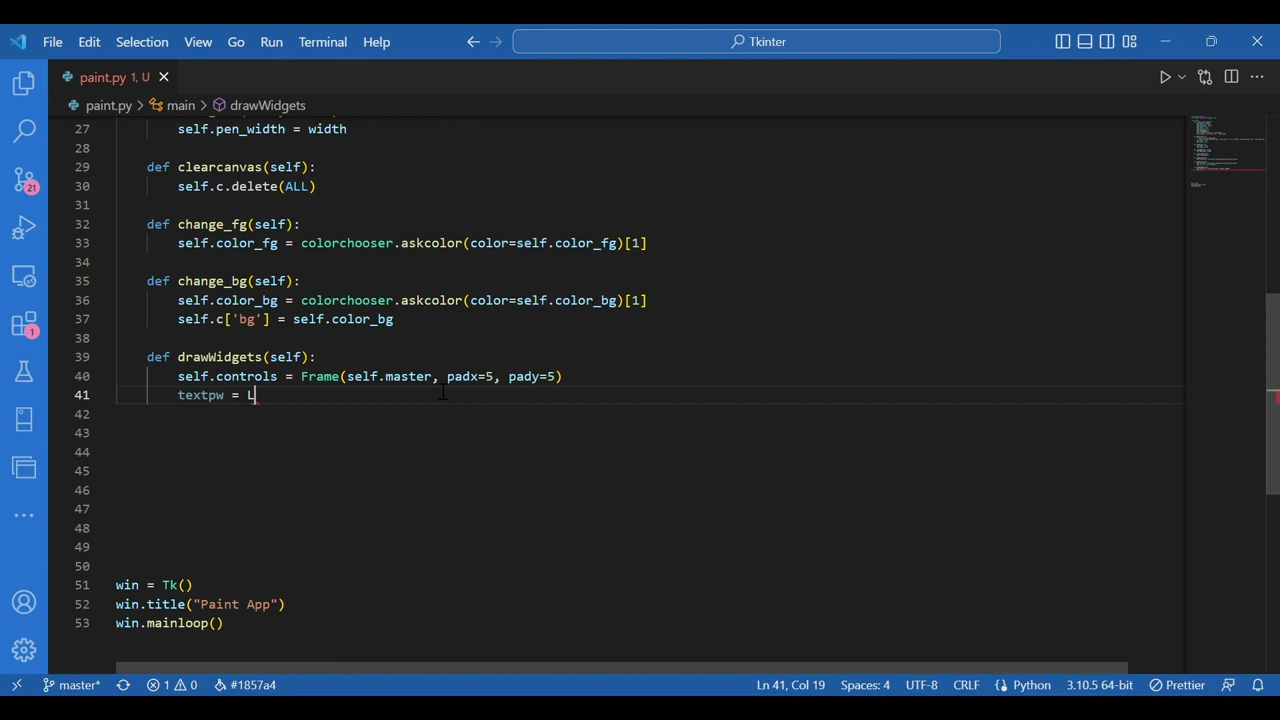 File Edit Selection View Go Run Terminal Help Tkinter
paint.py 1, U
paint.py > main > drawWidgets
27 self.pen_width = width
28
29 def clearcanvas(self):
30 self.c.delete(ALL)
31
32 def change_fg(self):
33 self.color_fg = colorchooser.askcolor(color=self.color_fg)[1]
34
35 def change_bg(self):
36 self.color_bg = colorchooser.askcolor(color=self.color_bg)[1]
37 self.c['bg'] = self.color_bg
38
39 def drawWidgets(self):
40 self.controls = Frame(self.master, padx=5, pady=5)
41 textpw = L
42
43
44
45
46
47
48
49
50
51 win = Tk()
52 win.title("Paint App")
53 win.mainloop()
21
1
master* 1 0 #1857a4 Ln 41, Col 19 Spaces: 4 UTF-8 CRLF Python 3.10.5 64-bit Prettier